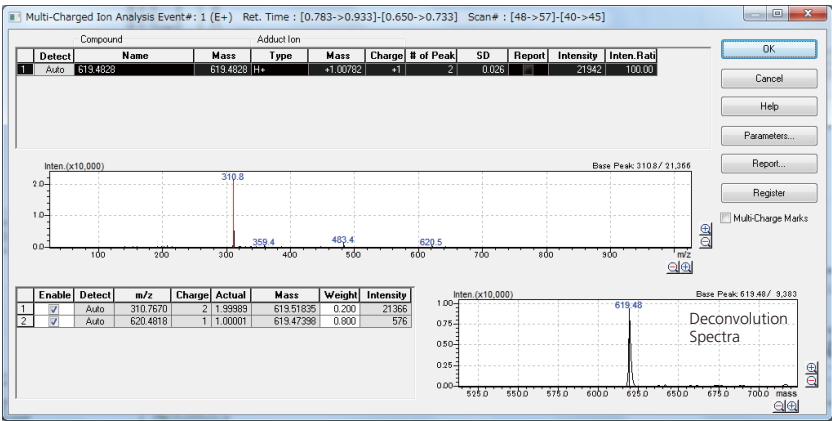 Multi-Charged Ion Analysis Event#: 1 (E+) Ret. Time : [0.783->0.933]-[0.650->0.733] Scan# : [48->57]-[40->45]
Compound Adduct Ion
Detect Name Mass Type Mass Charge # of Peak SD Report Intensity Inten.Rati
1 Auto 619.4828 619.4828 H+ +1.00782 +1 2 0.026 21942 100.00
OK
Cancel
Help
Parameters...
Report...
Register
Multi-Charge Marks
Inten.(x10,000) Base Peak: 310.8/ 21,366
2.0
1.0
0.0
310.8
359.4
483.4
620.5
100 200 300 400 500 600 700 800 900 m/z
Enable Detect m/z Charge Actual Mass Weight Intensity
1 Auto 310.7670 2 1.99989 619.51835 0.200 21366
2 Auto 620.4818 1 1.00001 619.47398 0.800 576
Inten.(x10,000) Base Peak: 619.48/ 9,383
1.00
0.75
0.50
0.25
0.00
619.48
Deconvolution
Spectra
525.0 550.0 575.0 600.0 625.0 650.0 675.0 700.0 mass